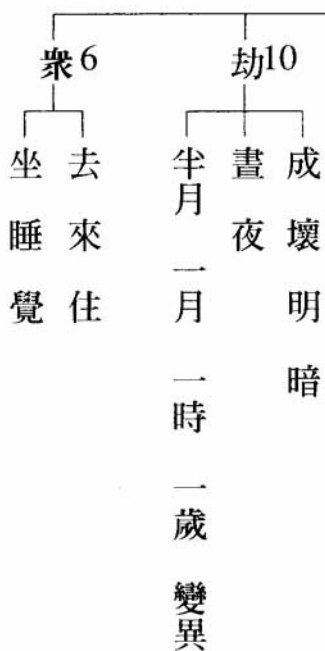 劫10
成壞明暗
晝夜
半月 一月 一時 一歲 變異
衆6
去來住
坐睡覺